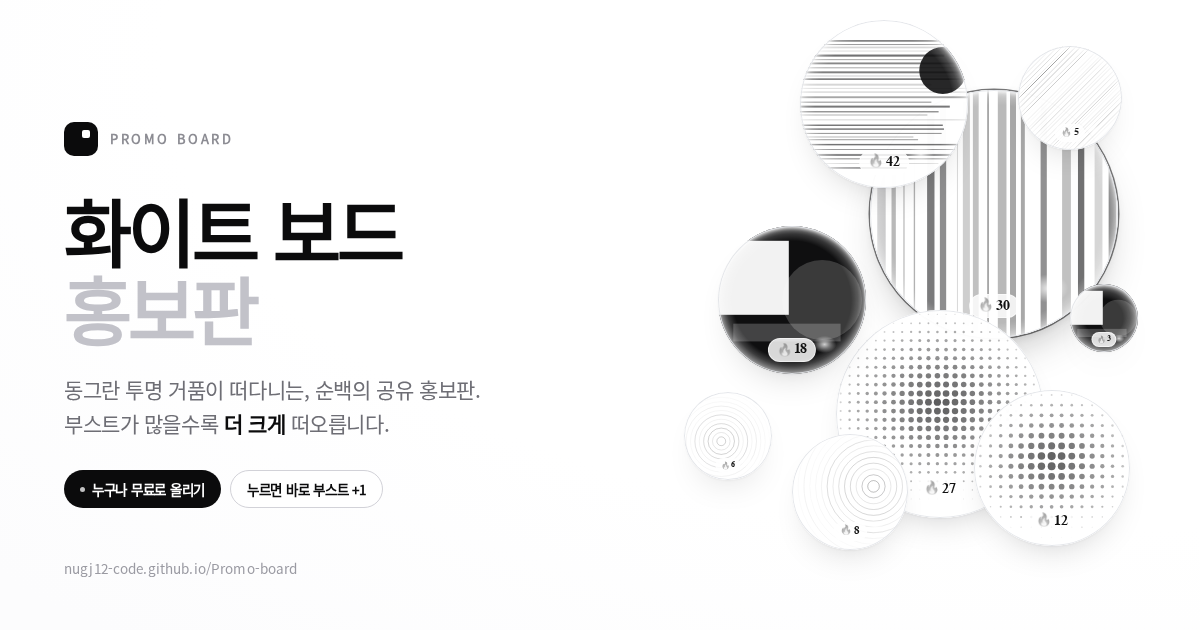 PROMO BOARD
화이트 보드
홍보판
동그란 투명 거품이 떠다니는, 순백의 공유 홍보판.
부스트가 많을수록 더 크게 떠오릅니다.
누구나 무료로 올리기
누르면 바로 부스트 +1
nugj12-code.github.io/Promo-board
42
5
30
18
3
6
27
8
12